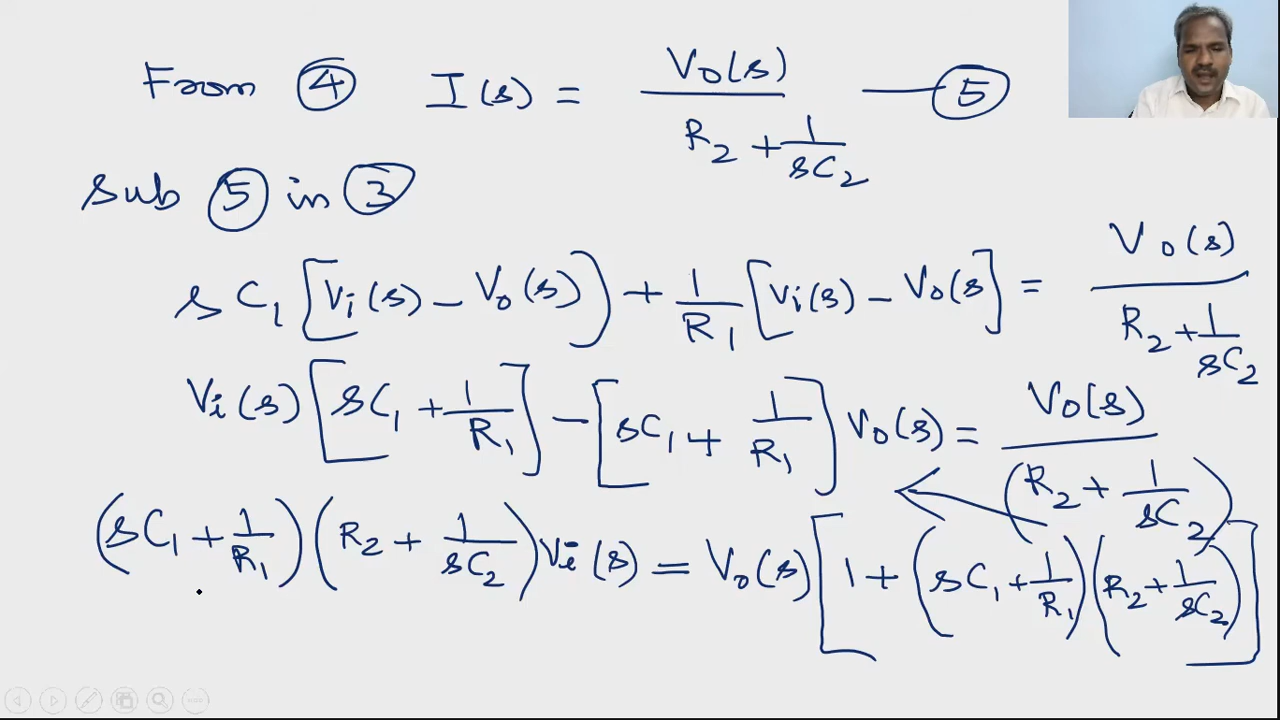 From ④ I(s) = V₀(s) / (R₂ + 1/sC₂) — ⑤
Sub ⑤ in ③
sC₁ [Vᵢ(s) − V₀(s)] + 1/R₁ [Vᵢ(s) − V₀(s] = V₀(s) / (R₂ + 1/sC₂)
Vᵢ(s) [sC₁ + 1/R₁] − [sC₁ + 1/R₁] V₀(s) = V₀(s) / (R₂ + 1/sC₂)
(sC₁ + 1/R₁)(R₂ + 1/sC₂) Vᵢ(s) = V₀(s) [1 + (sC₁ + 1/R₁)(R₂ + 1/sC₂)]